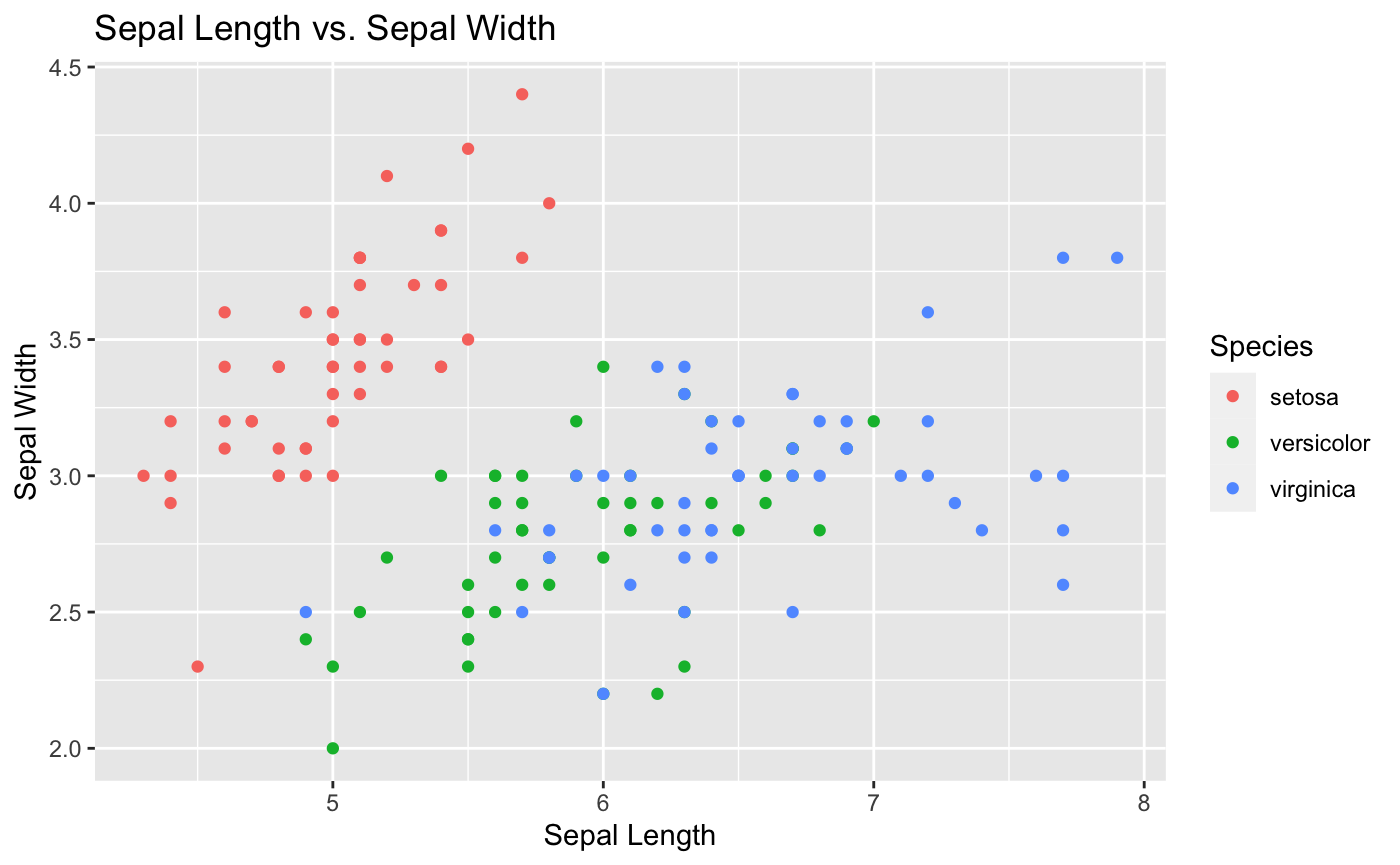 Sepal Length vs. Sepal Width
4.5
4.0
3.5
3.0
2.5
2.0
Sepal Width
5 6 7 8
Sepal Length
Species
setosa
versicolor
virginica